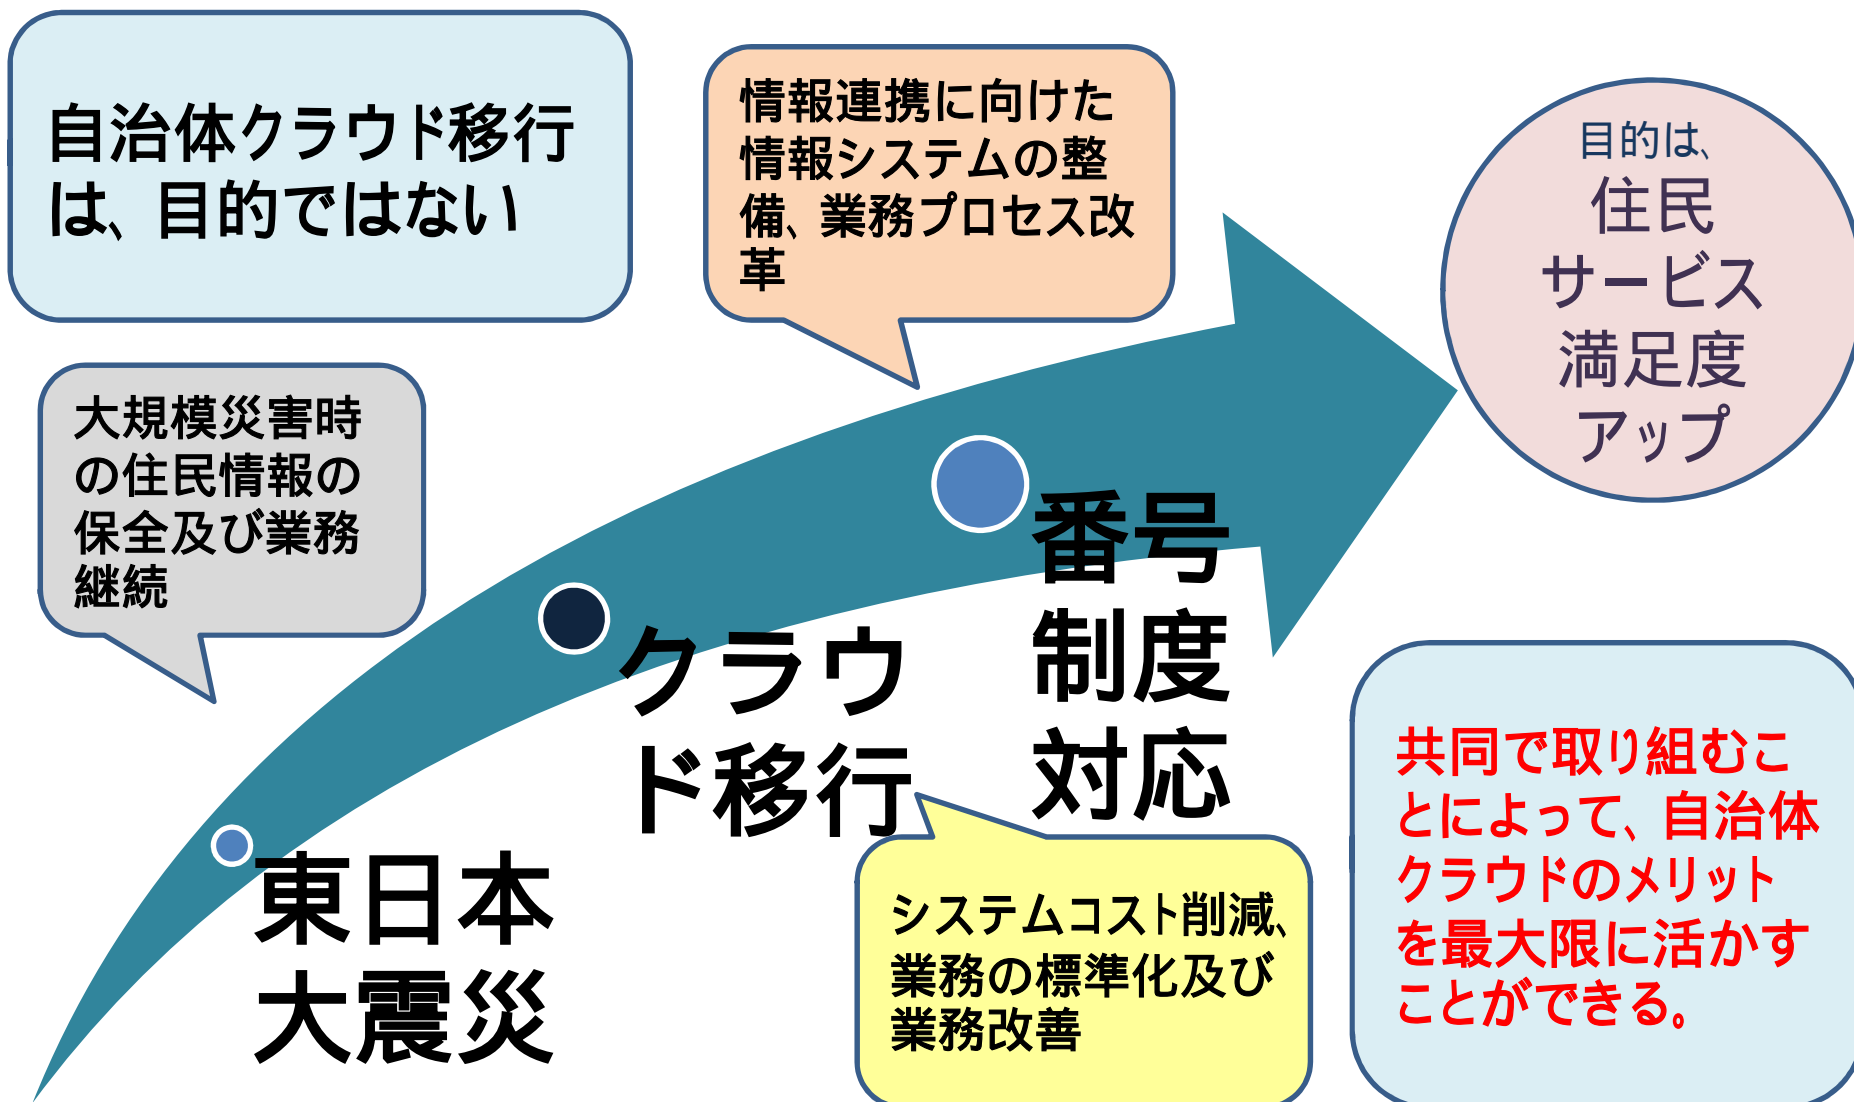 自治体クラウド移行
は、目的ではない
情報連携に向けた
情報システムの整
備、業務プロセス改
革
目的は、
住民
サービス
満足度
アップ
大規模災害時
の住民情報の
保全及び業務
継続
番号
制度
対応
クラウ
ド移行
東日本
大震災
システムコスト削減、
業務の標準化及び
業務改善
共同で取り組むこ
とによって、自治体
クラウドのメリット
を最大限に活かす
ことができる。